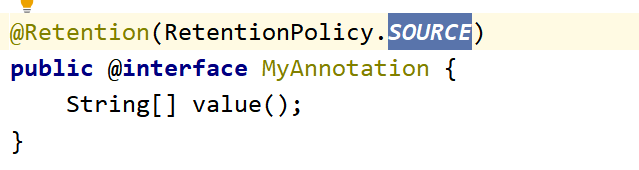 @Retention(RetentionPolicy.SOURCE)
public @interface MyAnnotation {
    String[] value();
}